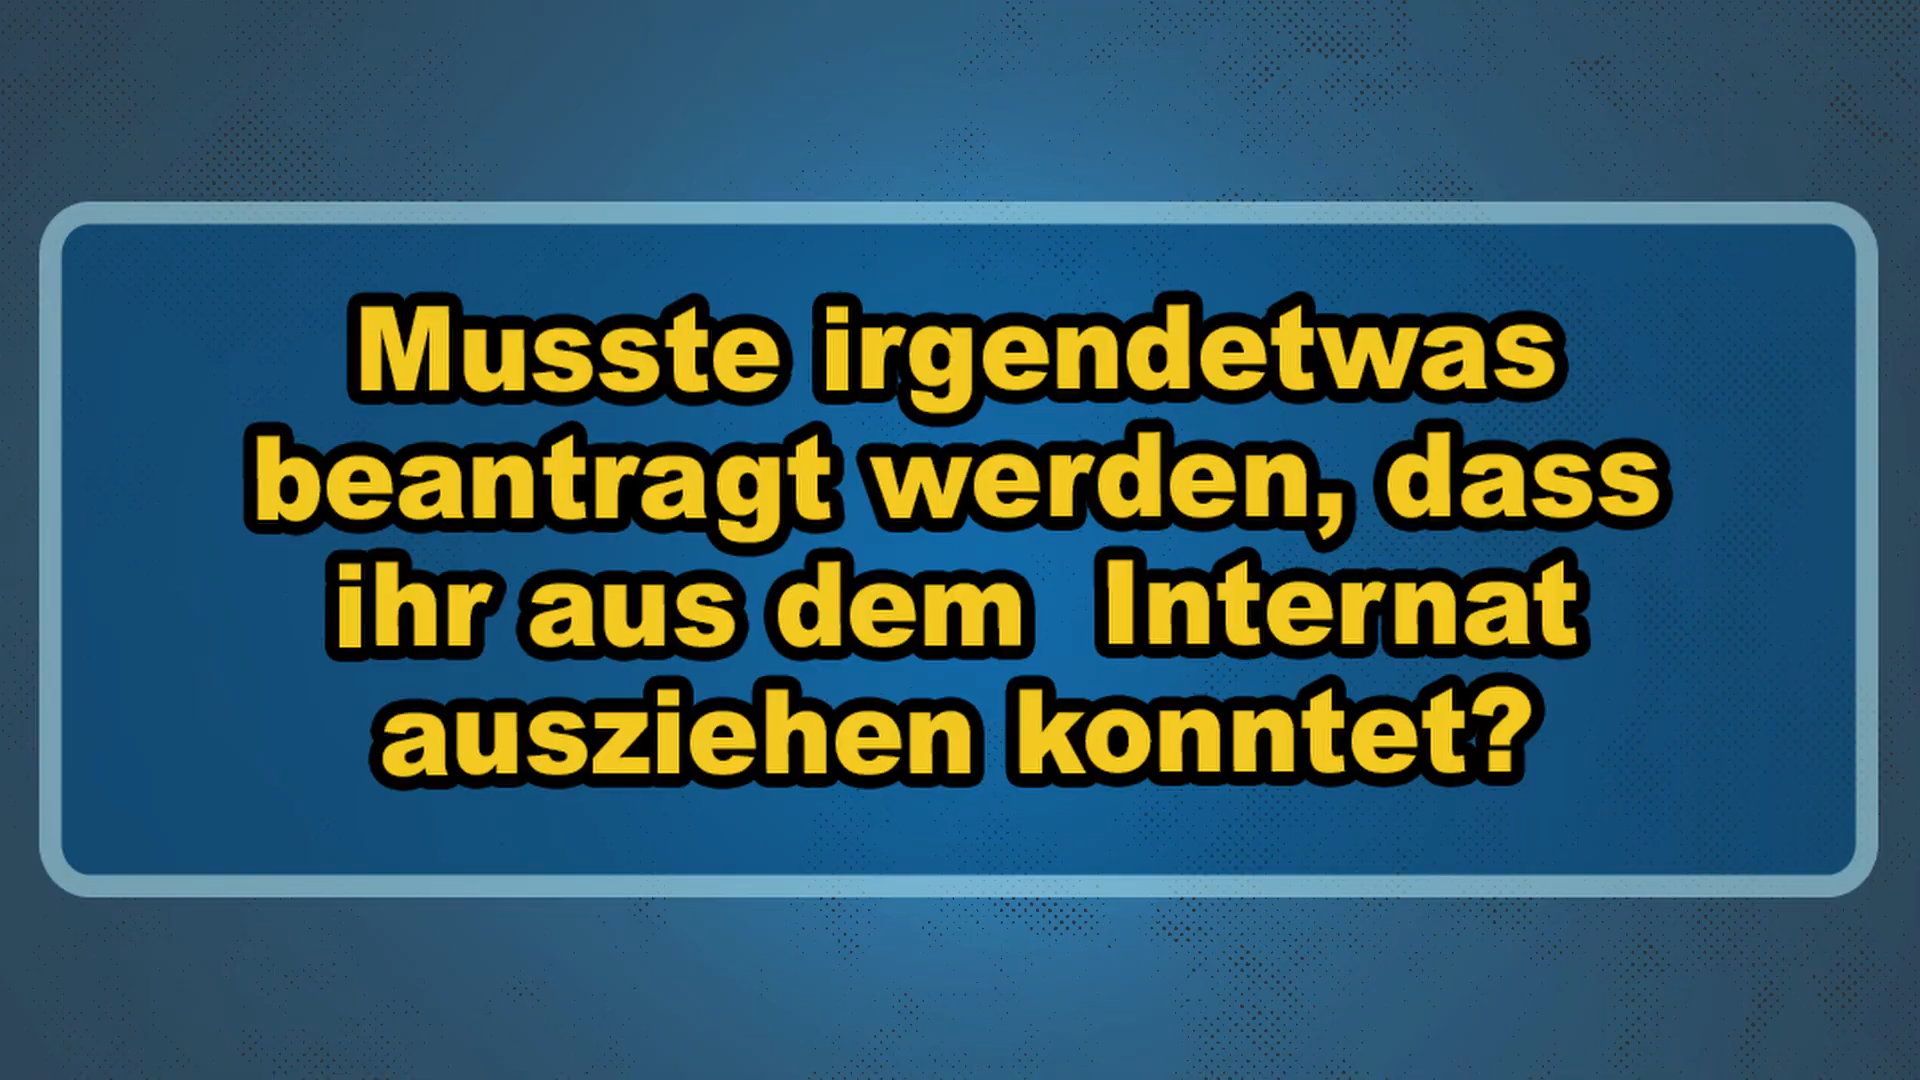 Musste irgendetwas
beantragt werden, dass
ihr aus dem  Internat
ausziehen konntet?